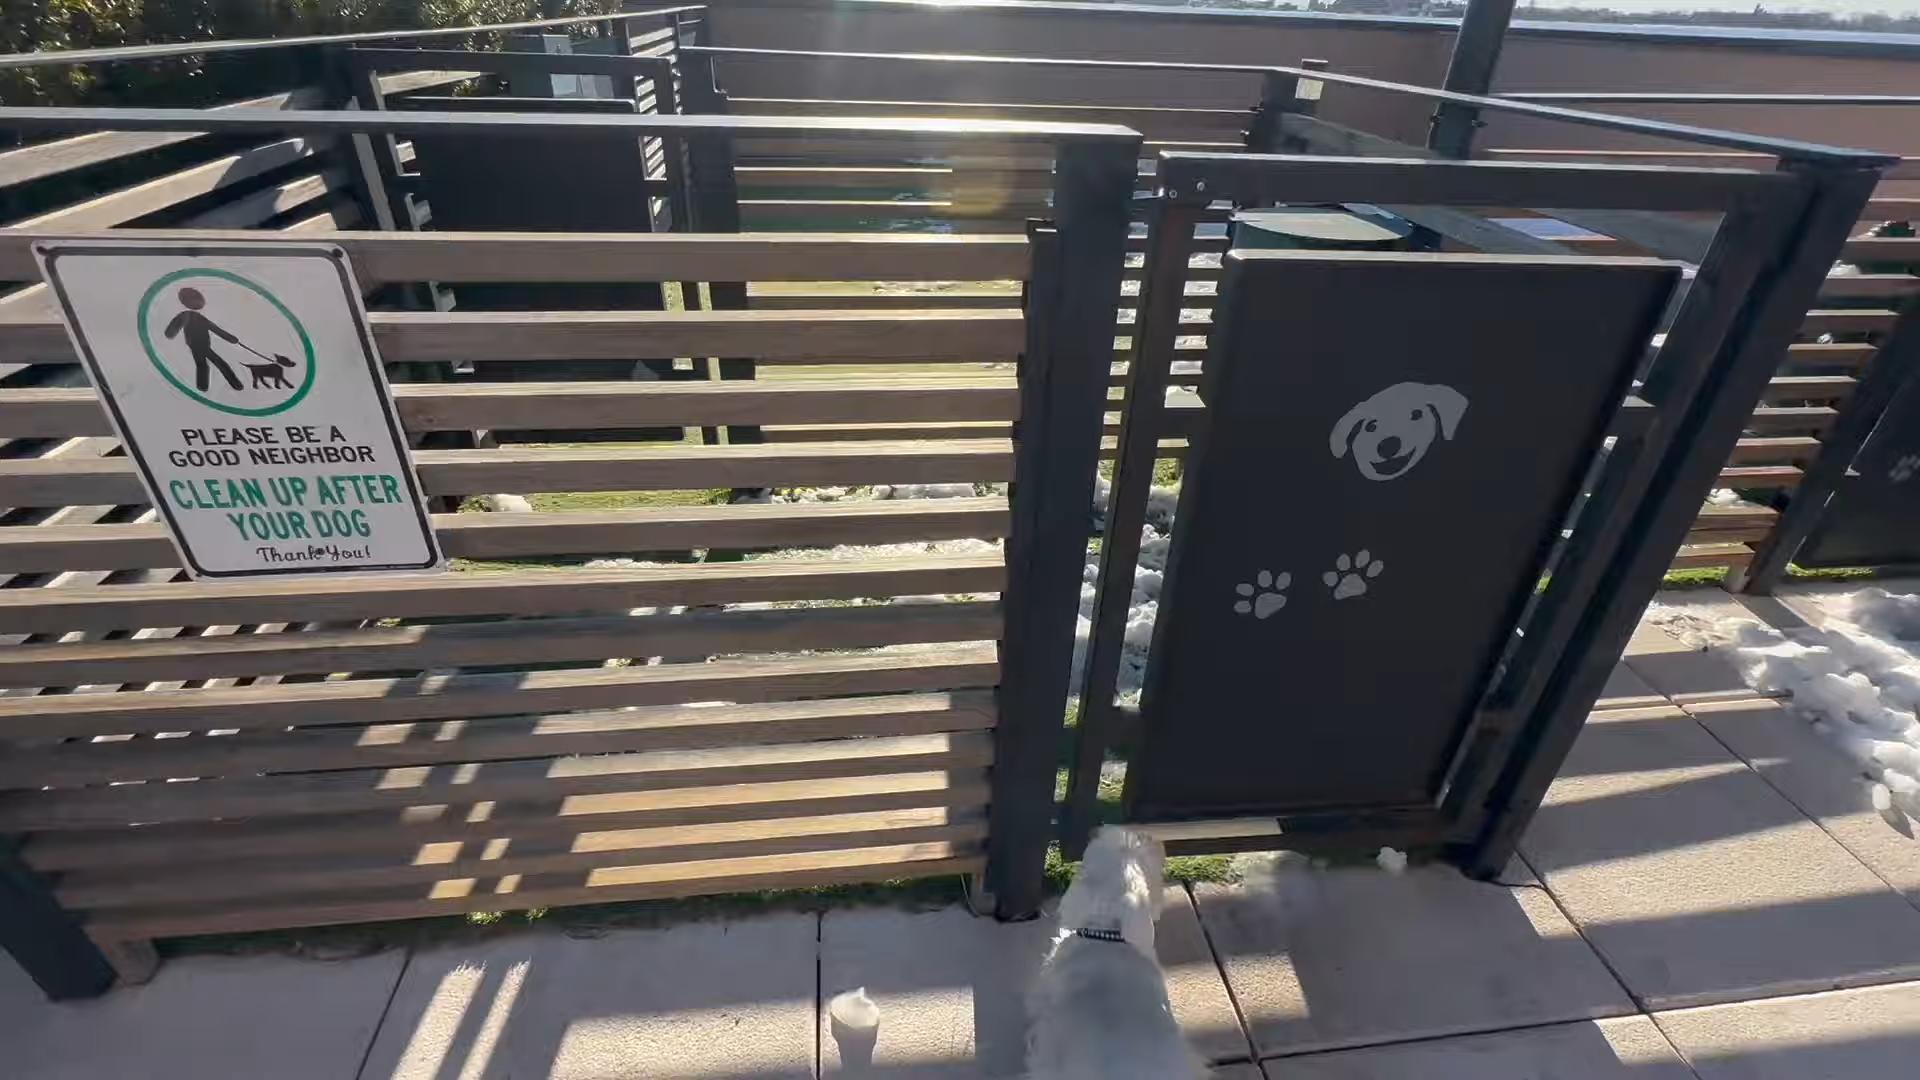 PLEASE BE A
GOOD NEIGHBOR
CLEAN UP AFTER
YOUR DOG
Thank You!